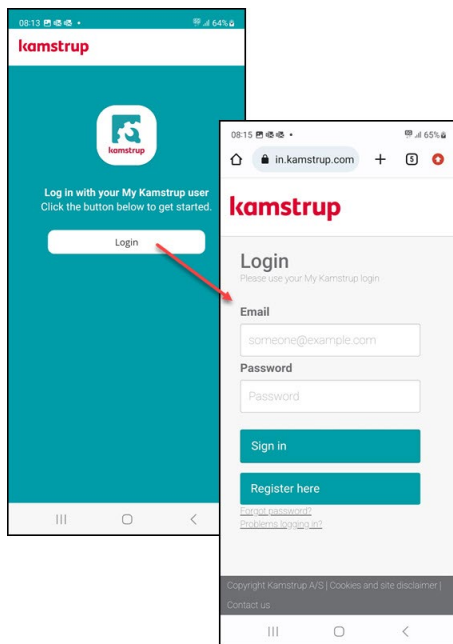 08:13
64%
kamstrup
kamstrup
Log in with your My Kamstrup user
Click the button below to get started.
Login
08:15
65%
in.kamstrup.com
5
kamstrup
Login
Please use your My Kamstrup login
Email
someone@example.com
Password
Password
Sign in
Register here
Forgot password?
Problems logging in?
Copyright Kamstrup A/S | Cookies and site disclaimer |
Contact us